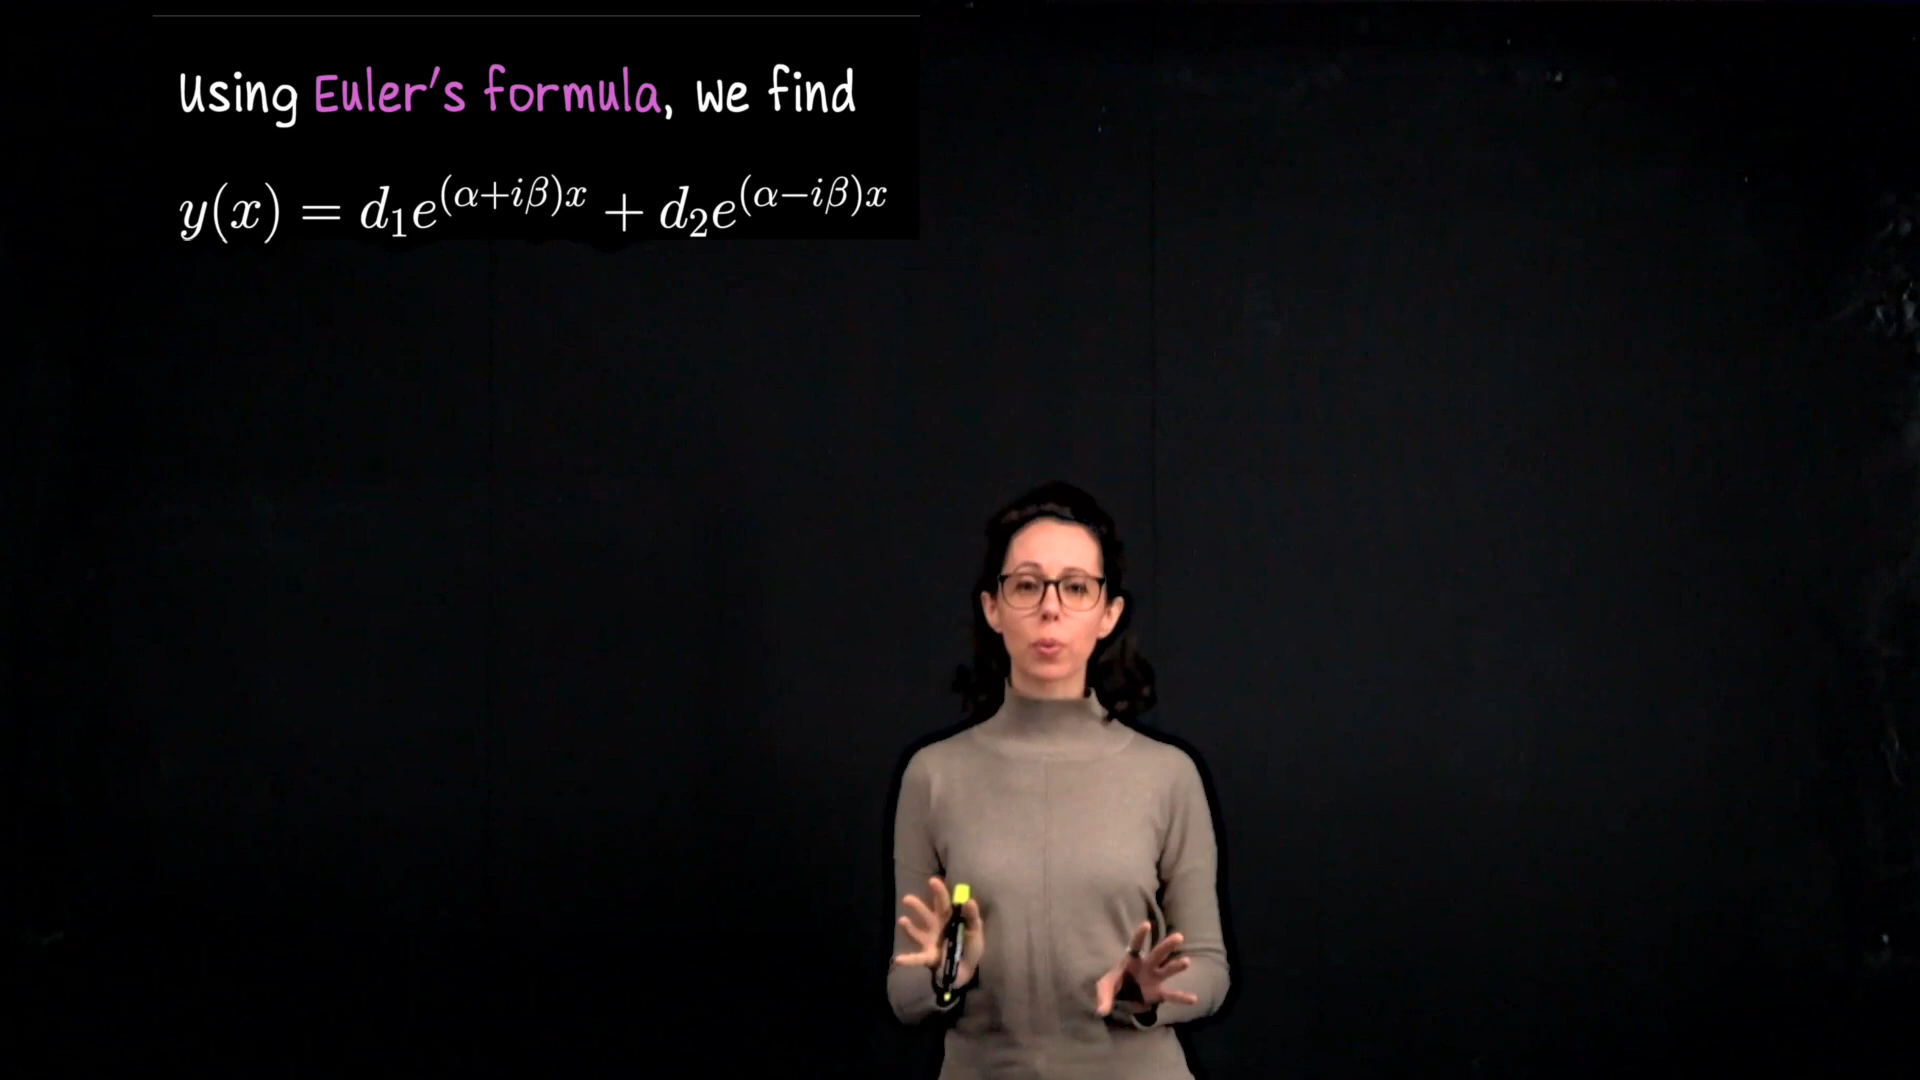 Using Euler's formula, we find
y(x) = d₁e^{(α+iβ)x} + d₂e^{(α−iβ)x}